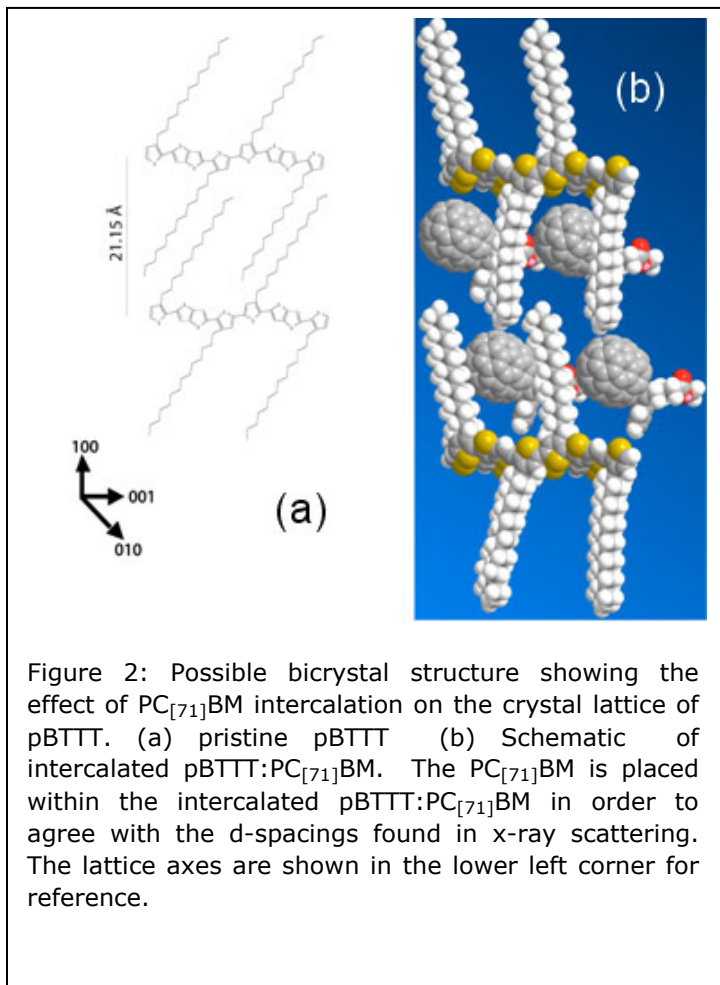 (b)
21.15 Å
100
001
010
(a)
Figure 2: Possible bicrystal structure showing the
effect of PC[71]BM intercalation on the crystal lattice of
pBTTT. (a) pristine pBTTT (b) Schematic of
intercalated pBTTT:PC[71]BM. The PC[71]BM is placed
within the intercalated pBTTT:PC[71]BM in order to
agree with the d-spacings found in x-ray scattering.
The lattice axes are shown in the lower left corner for
reference.